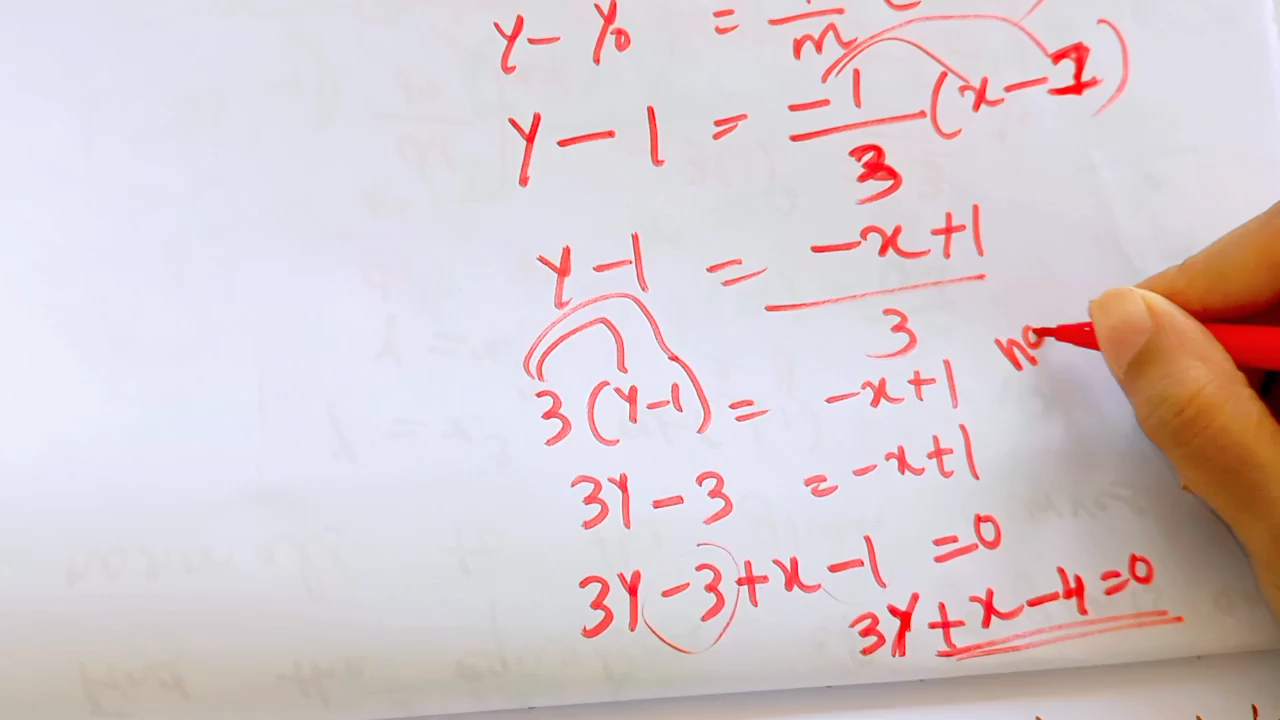 y - y₀ = 1/m (
y - 1 = -1/3 (x - 1)
y - 1 = (-x + 1)/3
3(y-1) = -x+1
3y - 3 = -x+1
3y - 3 + x - 1 = 0
3y + x - 4 = 0